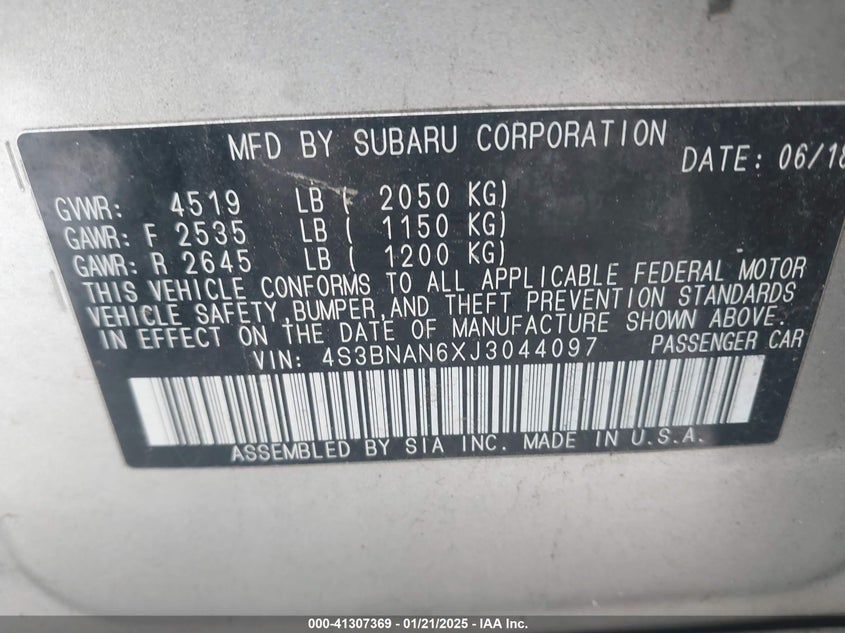 MFD BY SUBARU CORPORATION
DATE: 06/18
GVWR: 4519 LB ( 2050 KG)
GAWR: F 2535 LB ( 1150 KG)
GAWR: R 2645 LB ( 1200 KG)
THIS VEHICLE CONFORMS TO ALL APPLICABLE FEDERAL MOTOR
VEHICLE SAFETY,BUMPER,AND THEFT PREVENTION STANDARDS
IN EFFECT ON THE DATE OF MANUFACTURE SHOWN ABOVE.
VIN: 4S3BNAN6XJ3044097 PASSENGER CAR
ASSEMBLED BY SIA INC. MADE IN U.S.A.
000-41307369 | 01/21/2025 | IAA Inc.